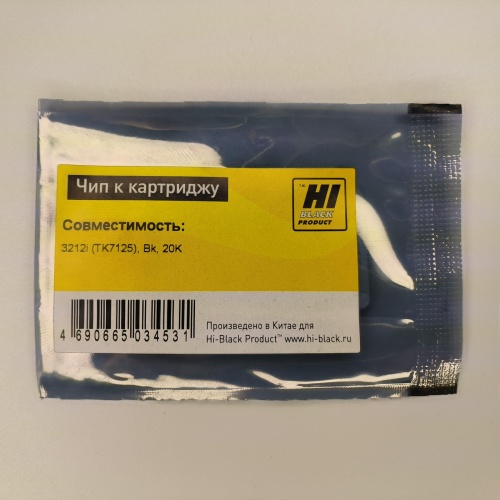 Чип к картриджу
HI
BLACK
PRODUCT
Совместимость:
3212i (TK7125), Bk, 20K
4 690665 034531
Произведено в Китае для
Hi-Black Product™ www.hi-black.ru